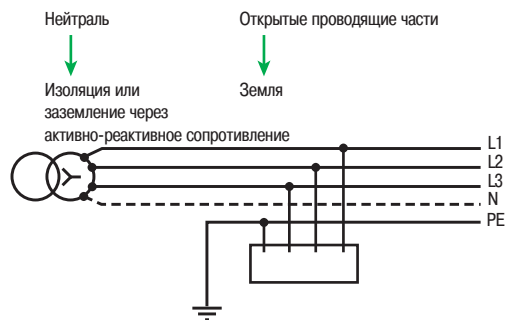 Нейтраль
Открытые проводящие части
Изоляция или
заземление через
активно-реактивное сопротивление
Земля
L1
L2
L3
N
PE